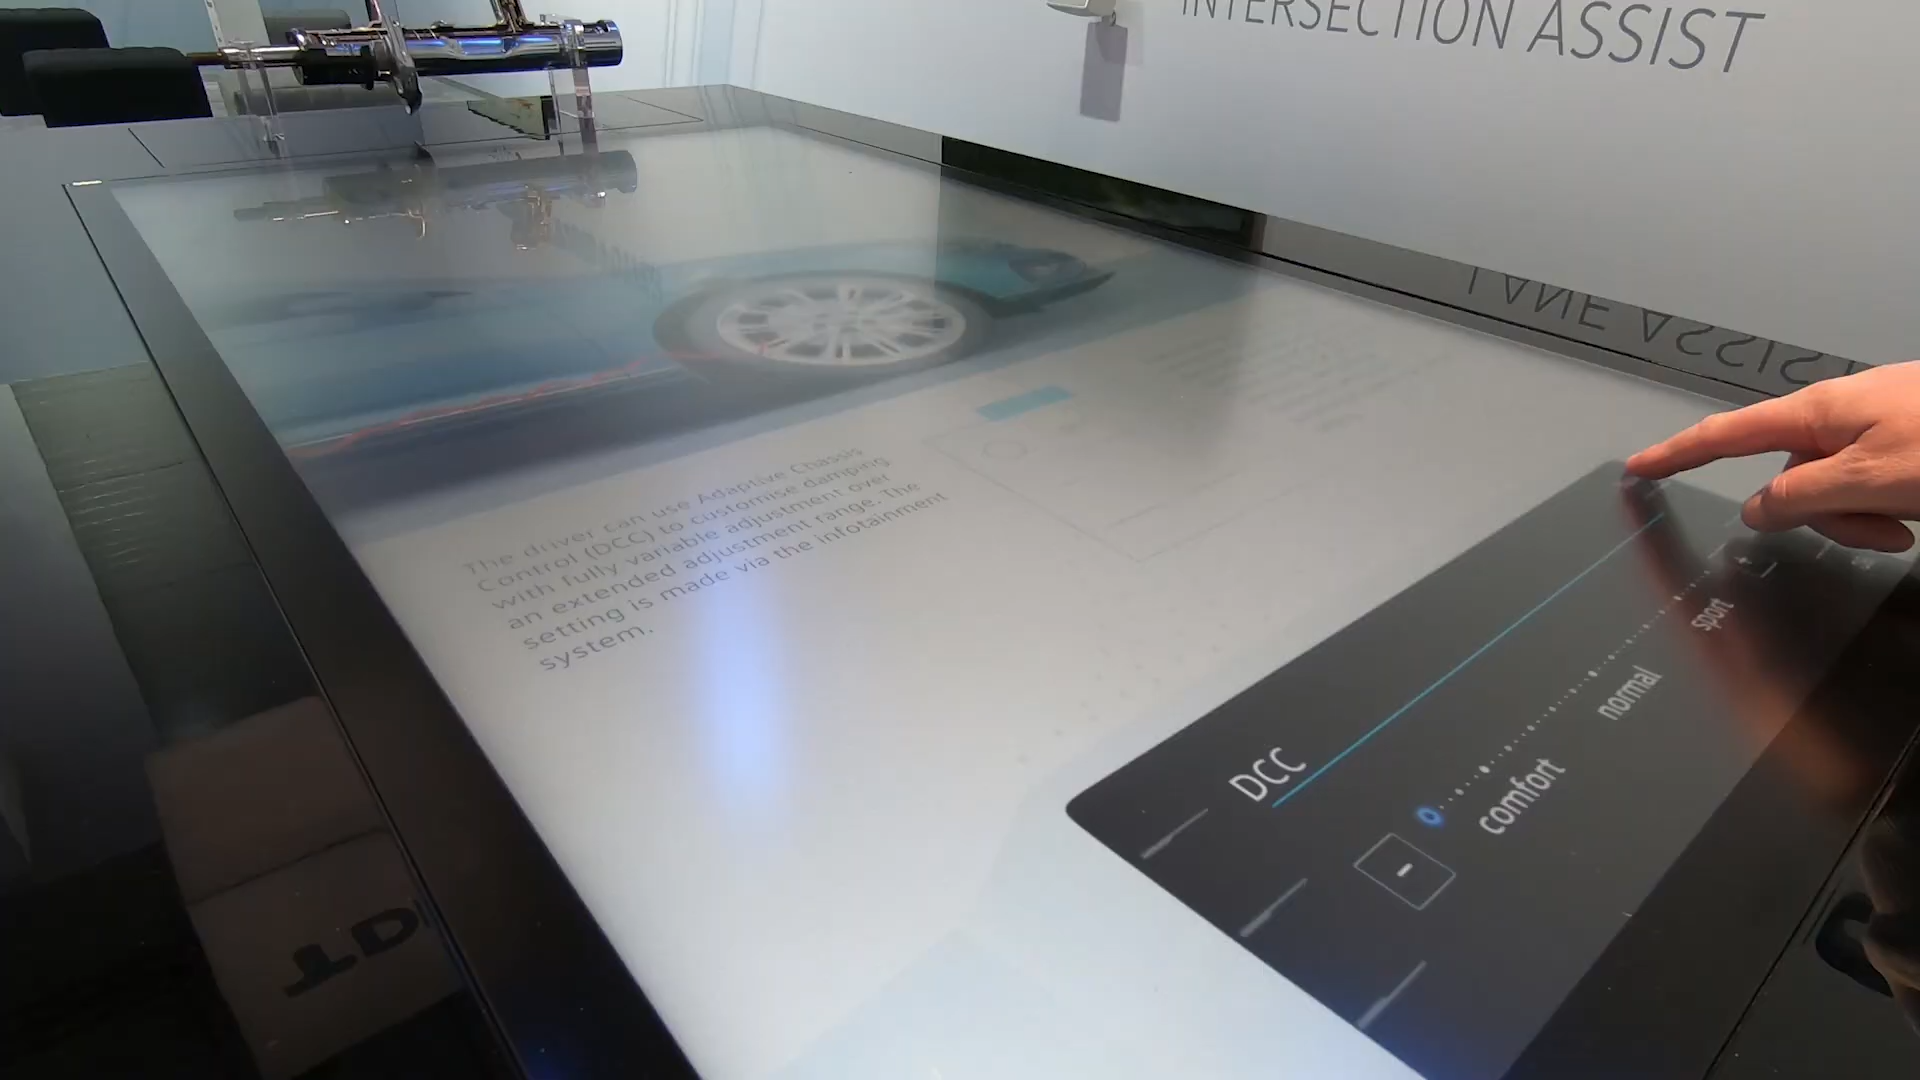 INTERSECTION ASSIST
LANE ASSIST
The driver can use Adaptive Chassis
Control (DCC) to customise damping
with fully variable adjustment over
an extended adjustment range. The
setting is made via the infotainment
system.
DCC
-
comfort
normal
sport
+